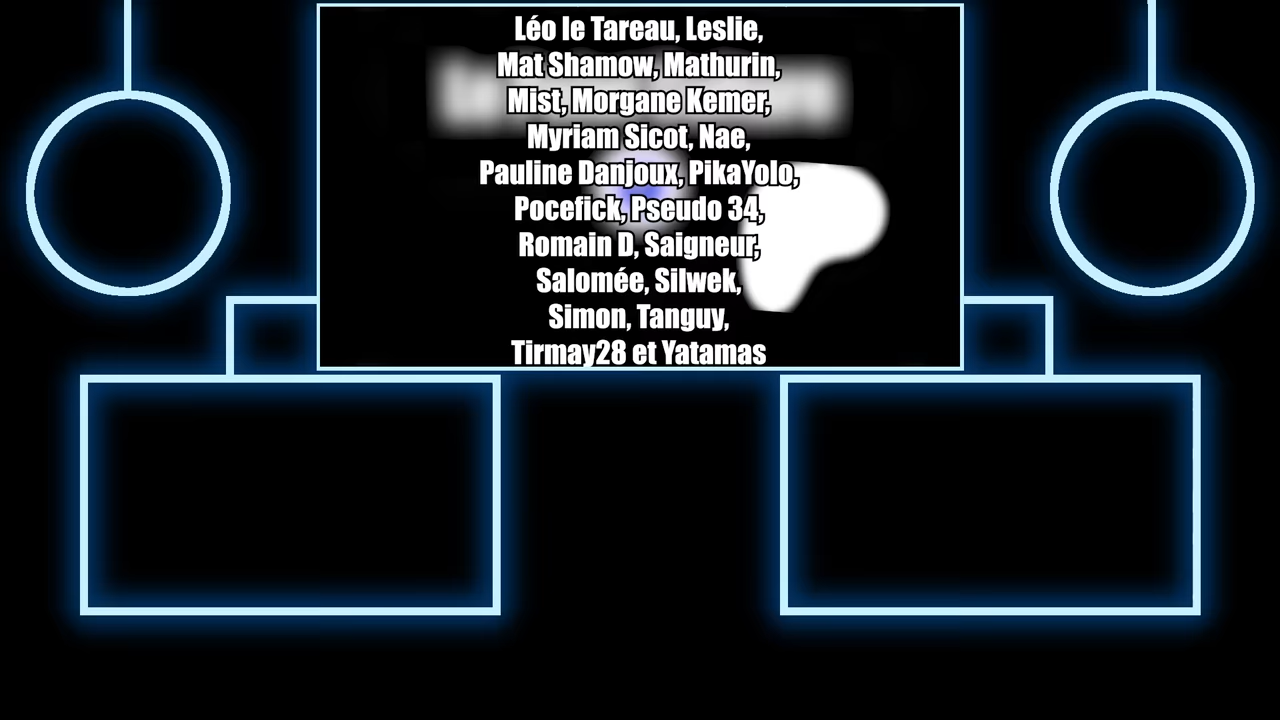 Léo le Tareau, Leslie,
Mat Shamow, Mathurin,
Mist, Morgane Kemer,
Myriam Sicot, Nae,
Pauline Danjoux, PikaYolo,
Pocefick, Pseudo 34,
Romain D, Saigneur,
Salomée, Silwek,
Simon, Tanguy,
Tirmay28 et Yatamas